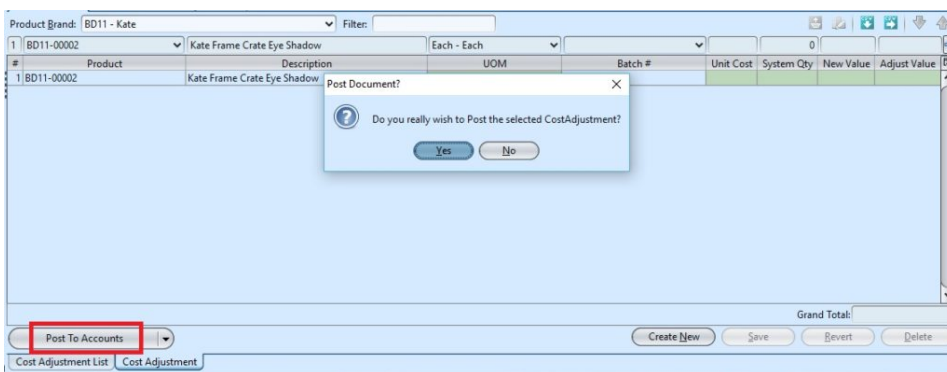 Product Brand: BD11 - Kate Filter:
1 BD11-00002 Kate Frame Crate Eye Shadow Each - Each 0
# Product Description UOM Batch # Unit Cost System Qty New Value Adjust Value
1 BD11-00002 Kate Frame Crate Eye Shadow
Post Document?
Do you really wish to Post the selected CostAdjustment?
Yes No
Grand Total:
Post To Accounts Create New Save Revert Delete
Cost Adjustment List Cost Adjustment